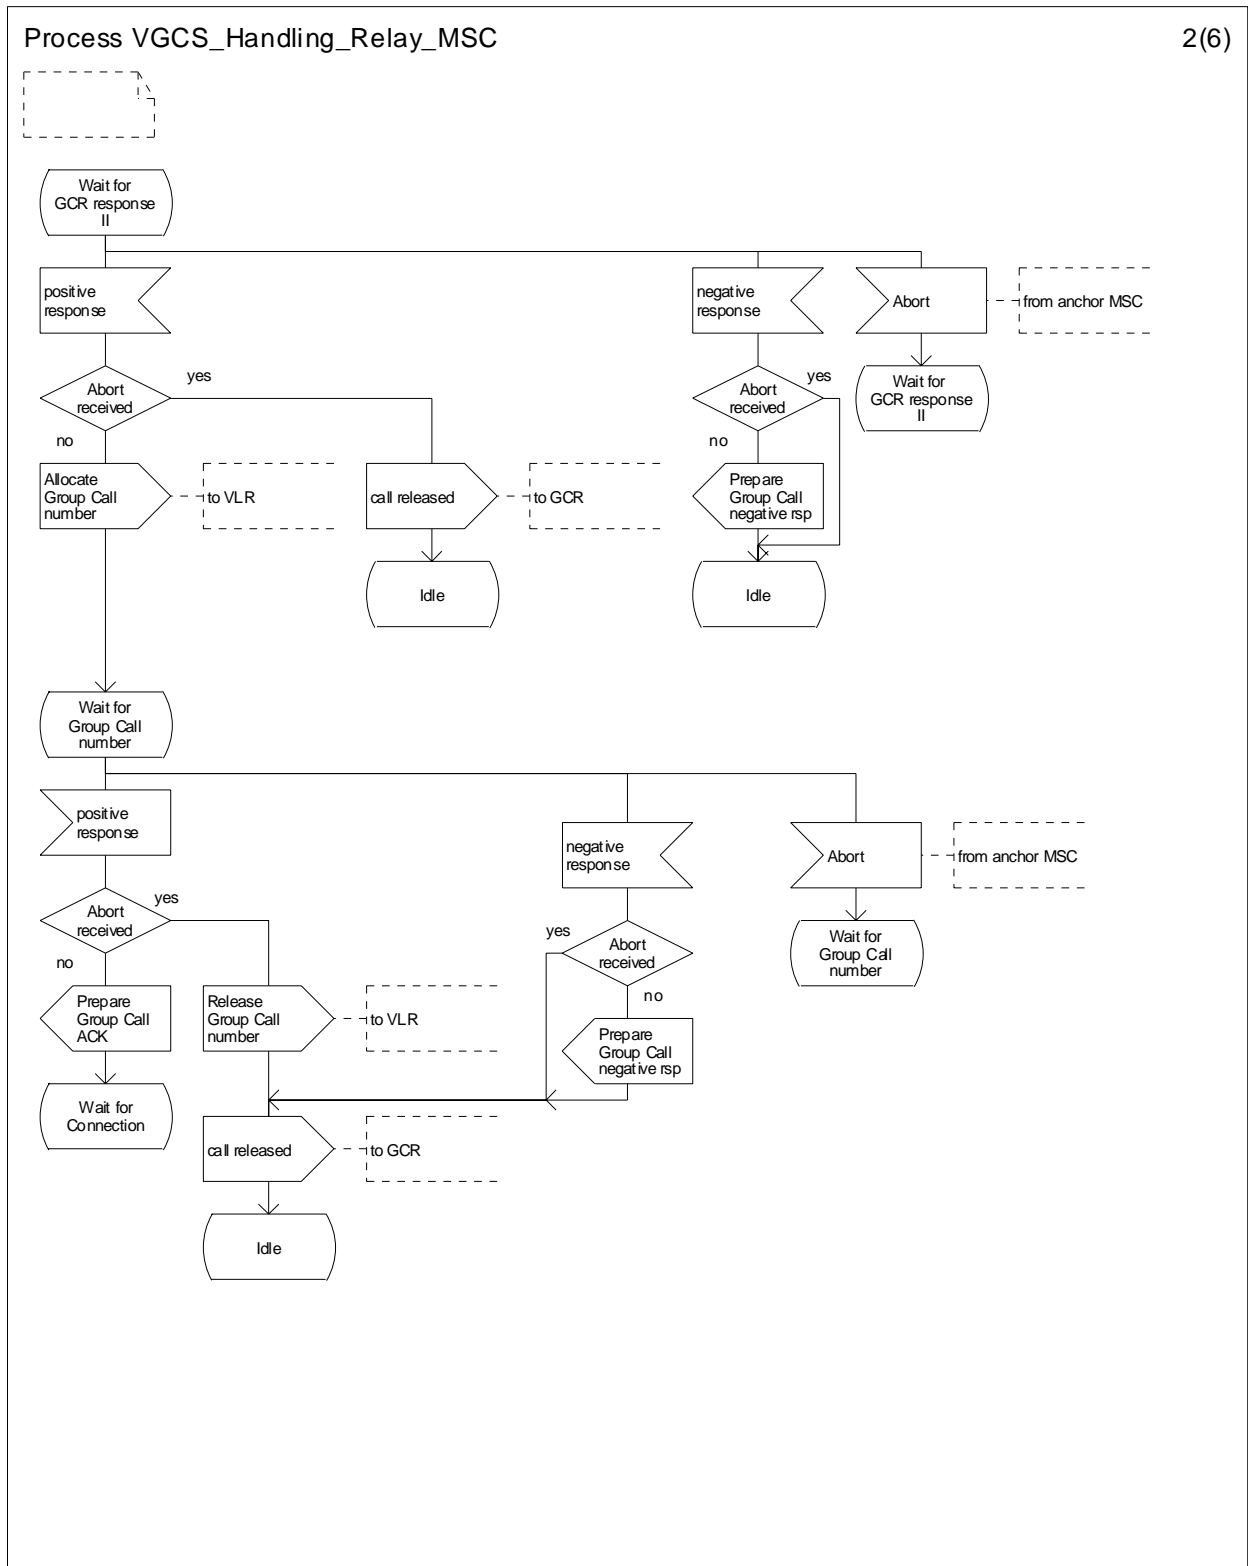 Process VGCS_Handling_Relay_MSC
2(6)
Wait for
GCR response
II
positive
response
negative
response
Abort
from anchor MSC
Abort
received
yes
no
Abort
received
yes
no
Wait for
GCR response
II
Allocate
Group Call
number
to VLR
call released
to GCR
Prepare
Group Call
negative rsp
Idle
Idle
Wait for
Group Call
number
positive
response
negative
response
Abort
from anchor MSC
Abort
received
yes
no
yes
Abort
received
no
Wait for
Group Call
number
Prepare
Group Call
ACK
Release
Group Call
number
to VLR
Prepare
Group Call
negative rsp
Wait for
Connection
call released
to GCR
Idle